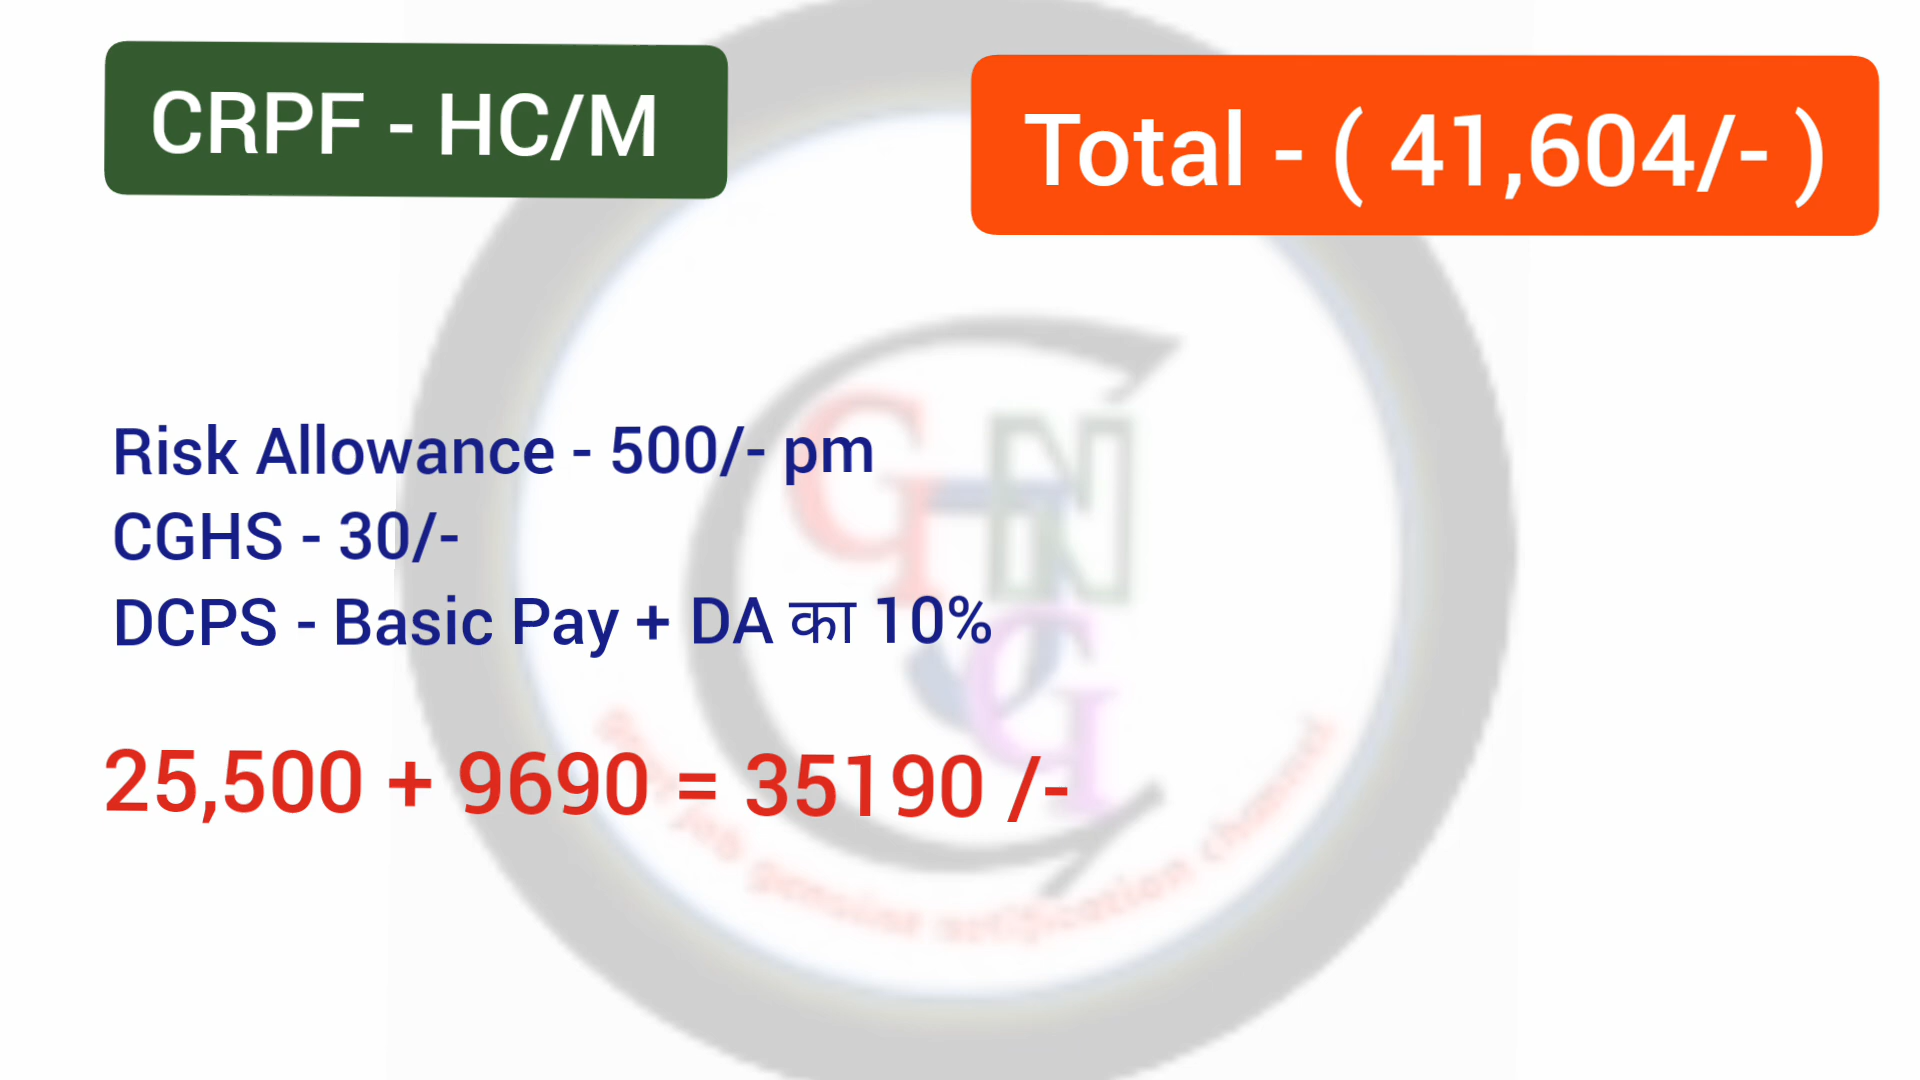 CRPF - HC/M
Total - ( 41,604/- )
Risk Allowance - 500/- pm
CGHS - 30/-
DCPS - Basic Pay + DA का 10%
25,500 + 9690 = 35190 /-